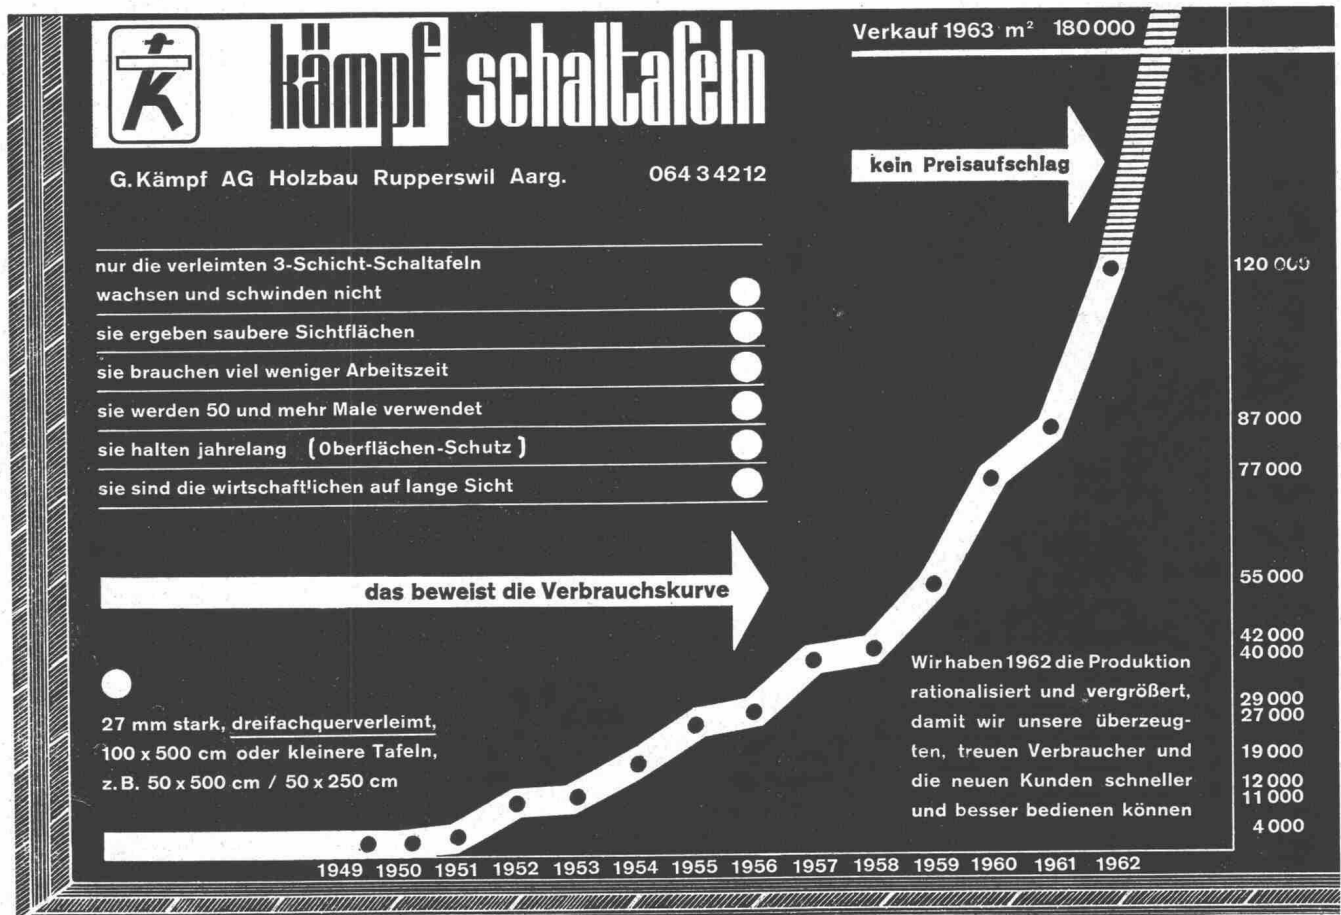 K
kämpf schaltafeln
G. Kämpf AG Holzbau Rupperswil Aarg. 064 3 42 12
nur die verleimten 3-Schicht-Schaltafeln
wachsen und schwinden nicht
sie ergeben saubere Sichtflächen
sie brauchen viel weniger Arbeitszeit
sie werden 50 und mehr Male verwendet
sie halten jahrelang (Oberflächen-Schutz)
sie sind die wirtschaftlichen auf lange Sicht
das beweist die Verbrauchskurve
27 mm stark, dreifachquerverleimt,
100 x 500 cm oder kleinere Tafeln,
z.B. 50 x 500 cm / 50 x 250 cm
Verkauf 1963 m² 180 000
kein Preisaufschlag
Wir haben 1962 die Produktion
rationalisiert und vergrößert,
damit wir unsere überzeug-
ten, treuen Verbraucher und
die neuen Kunden schneller
und besser bedienen können
120 000
87 000
77 000
55 000
42 000
40 000
29 000
27 000
19 000
12 000
11 000
4 000
1949 1950 1951 1952 1953 1954 1955 1956 1957 1958 1959 1960 1961 1962